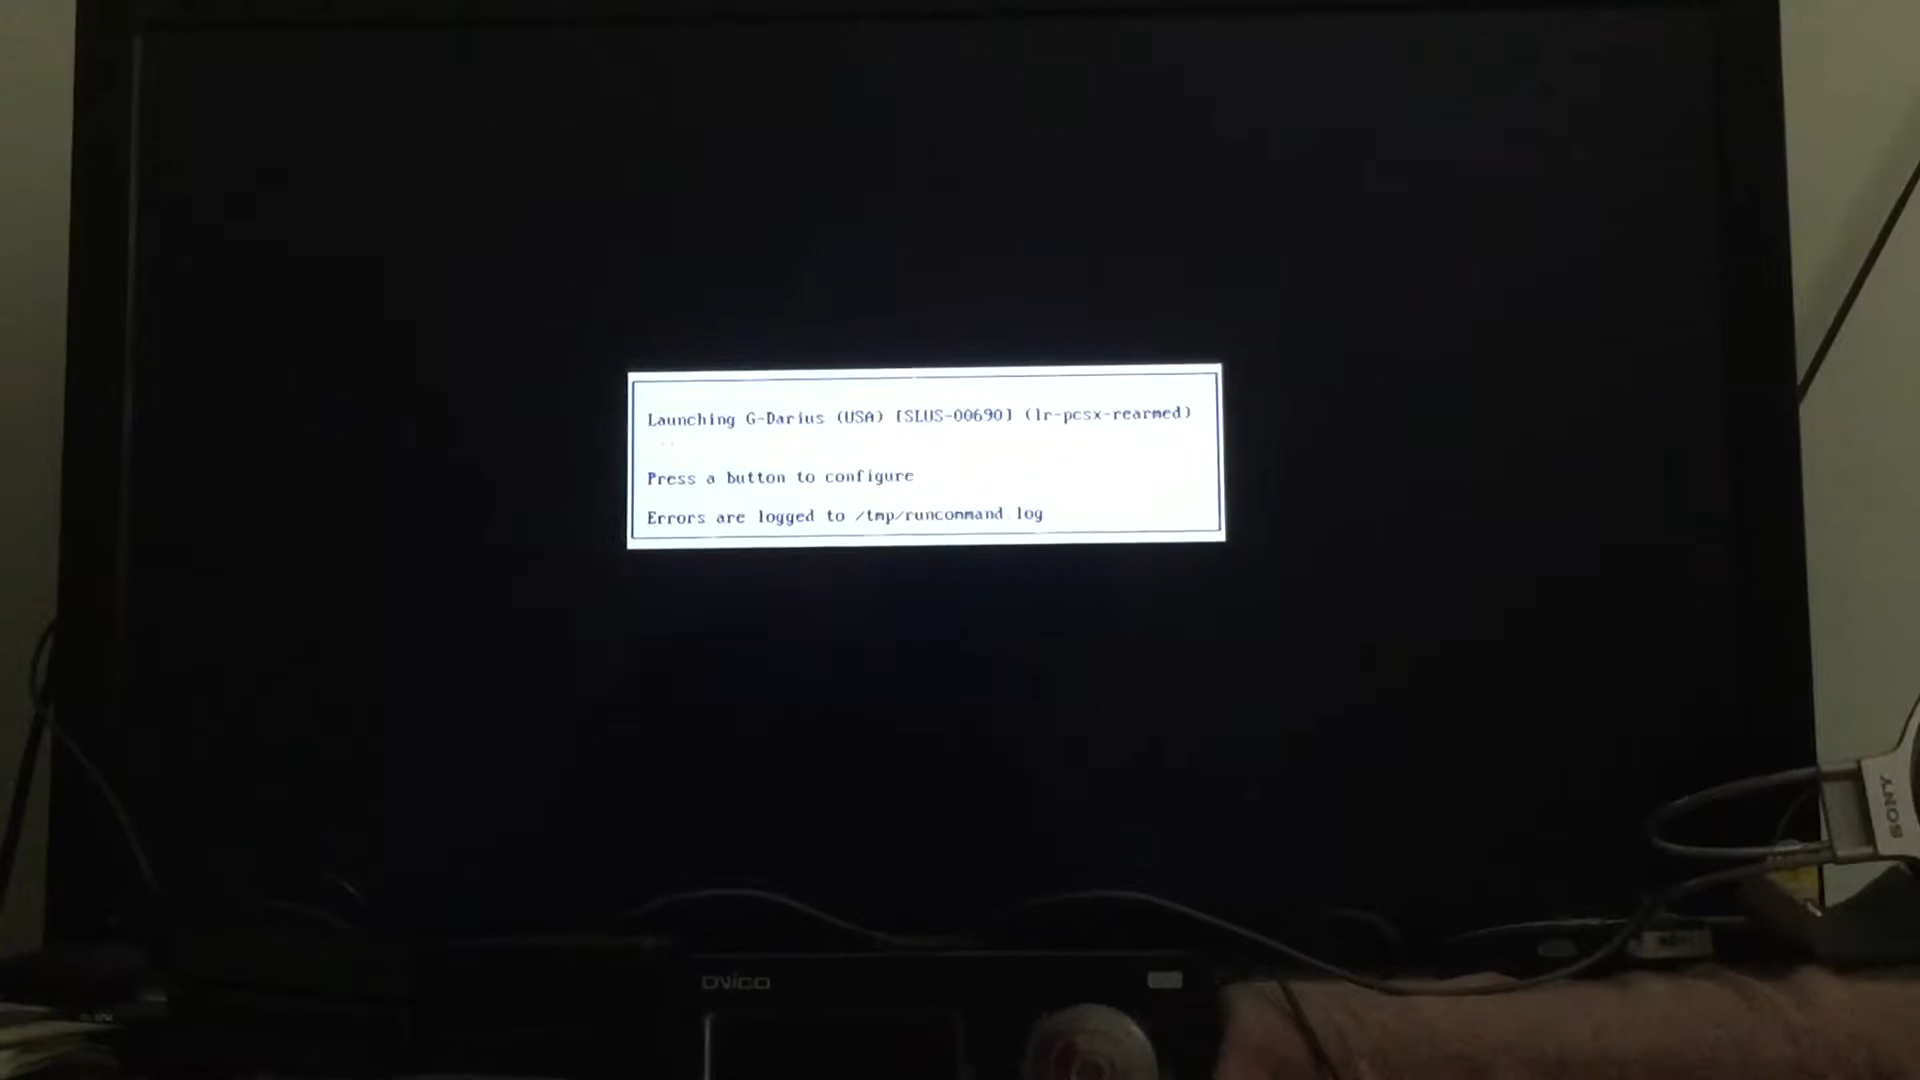 Launching G-Darius (USA) [SLUS-00690] (lr-pcsx-rearmed)
...
Press a button to configure
Errors are logged to /tmp/runcommand.log
SONY
DVICO